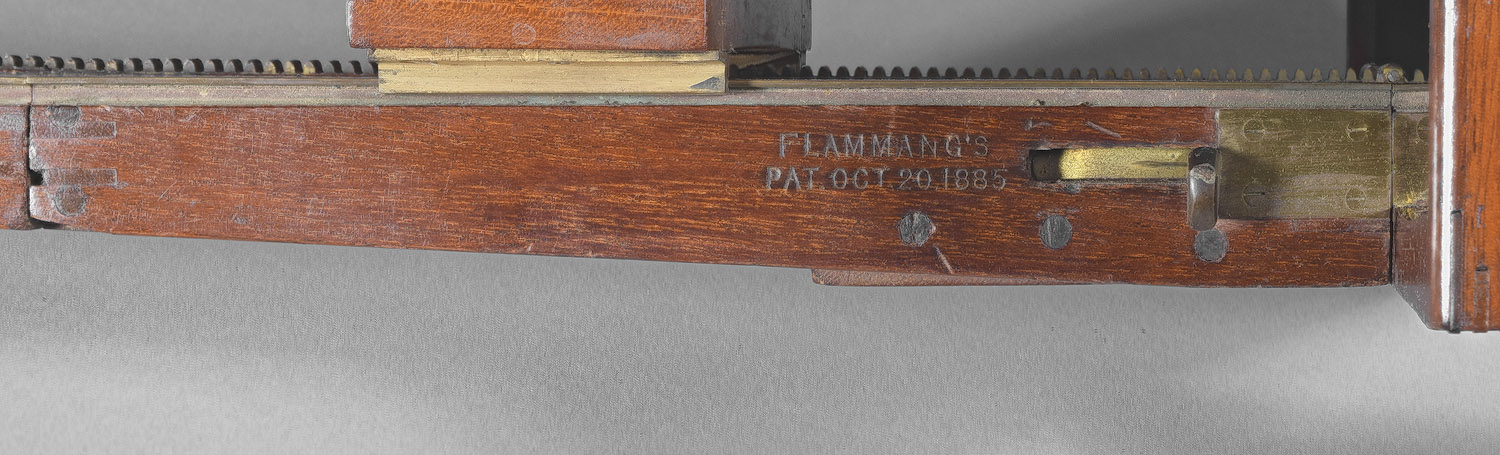 FLAMMANG'S
PAT. OCT. 20. 1885